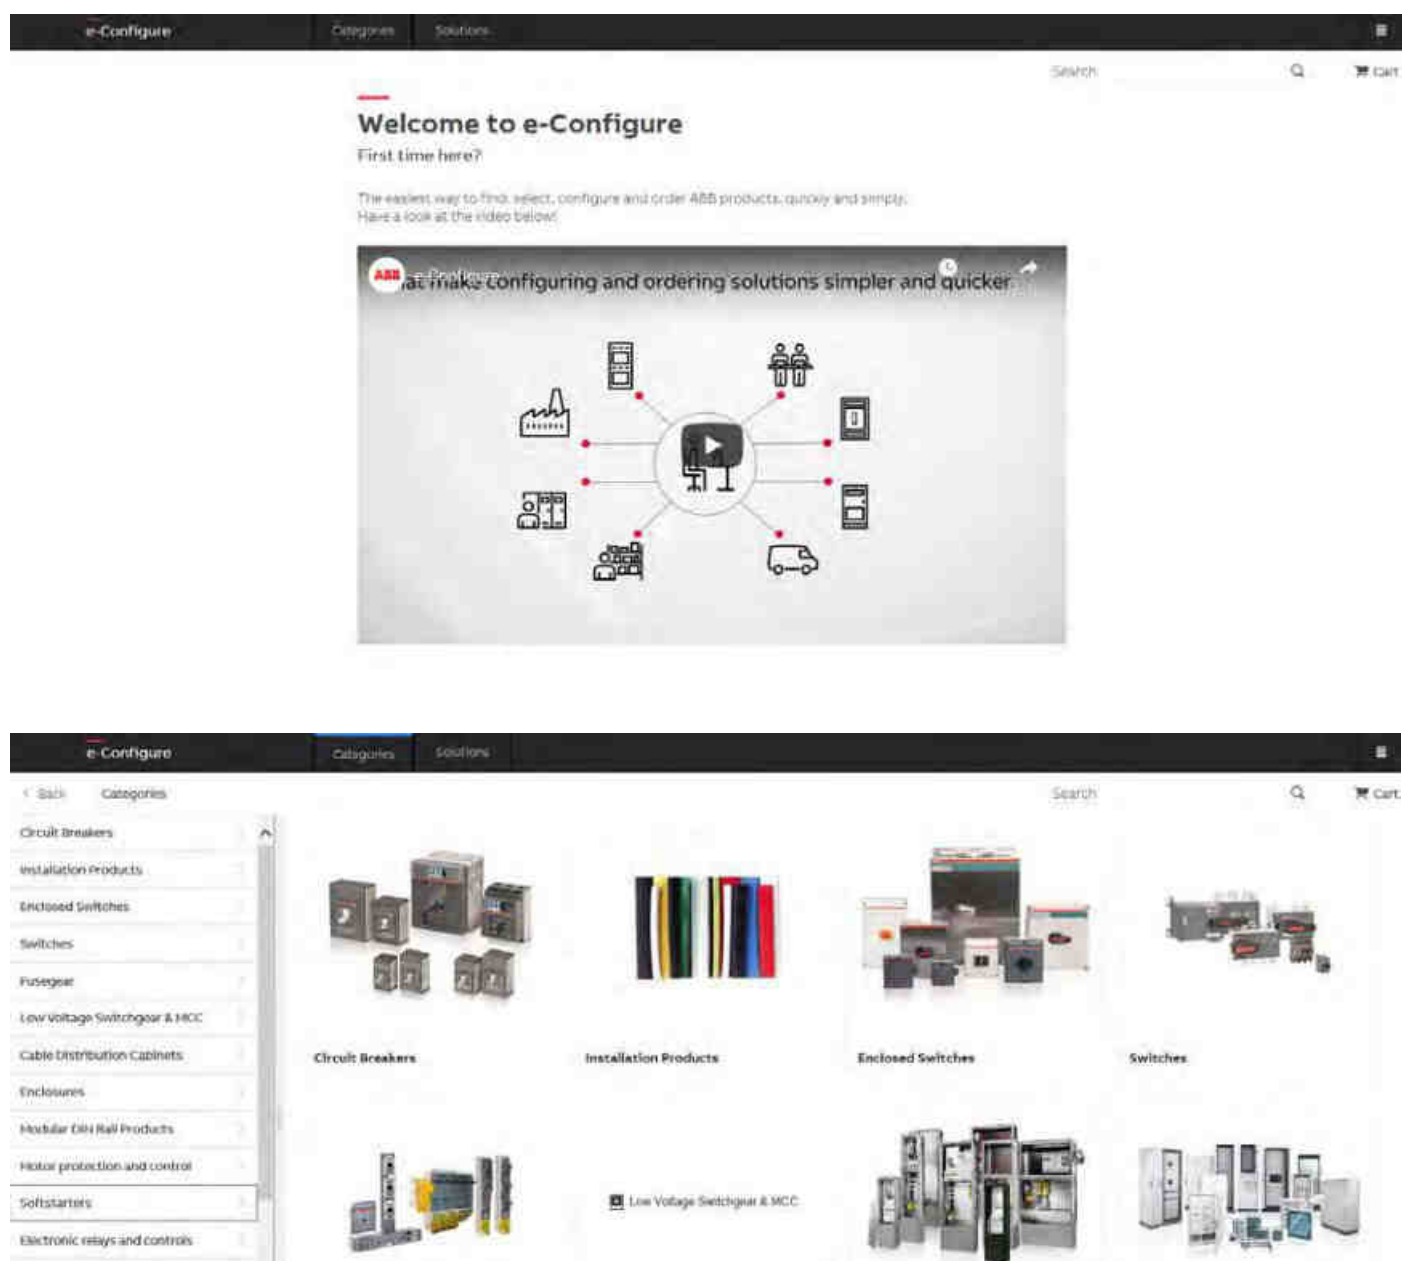 e-Configure
Categories
Solutions
Search
Cart
Welcome to e-Configure
First time here?
The easiest way to find, select, configure and order ABB products, quickly and simply.
Have a look at the video below!
ABB
e-Configure
make configuring and ordering solutions simpler and quicker
e-Configure
Categories
Solutions
Back
Categories
Search
Cart
Circuit Breakers
Installation Products
Enclosed Switches
Switches
Fusegear
Low Voltage Switchgear & MCC
Cable Distribution Cabinets
Enclosures
Modular DIN Rail Products
Motor protection and control
Softstarters
Electronic relays and controls
Circuit Breakers
Installation Products
Enclosed Switches
Switches
Low Voltage Switchgear & MCC